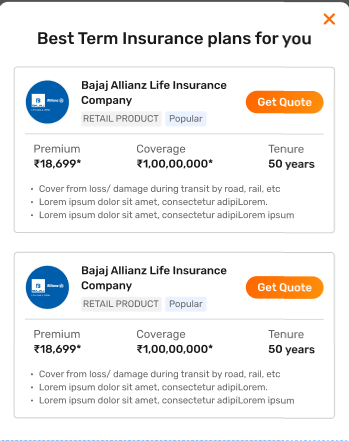 Best Term Insurance plans for you
Bajaj Allianz Life Insurance
Company
Get Quote
RETAIL PRODUCT Popular
Premium Coverage Tenure
₹18,699* ₹1,00,00,000* 50 years
• Cover from loss/ damage during transit by road, rail, etc
• Lorem ipsum dolor sit amet, consectetur adipiLorem.
• Lorem ipsum dolor sit amet, consectetur adipiLorem ipsum
Bajaj Allianz Life Insurance
Company
Get Quote
RETAIL PRODUCT Popular
Premium Coverage Tenure
₹18,699* ₹1,00,00,000* 50 years
• Cover from loss/ damage during transit by road, rail, etc
• Lorem ipsum dolor sit amet, consectetur adipiLorem.
• Lorem ipsum dolor sit amet, consectetur adipiLorem ipsum